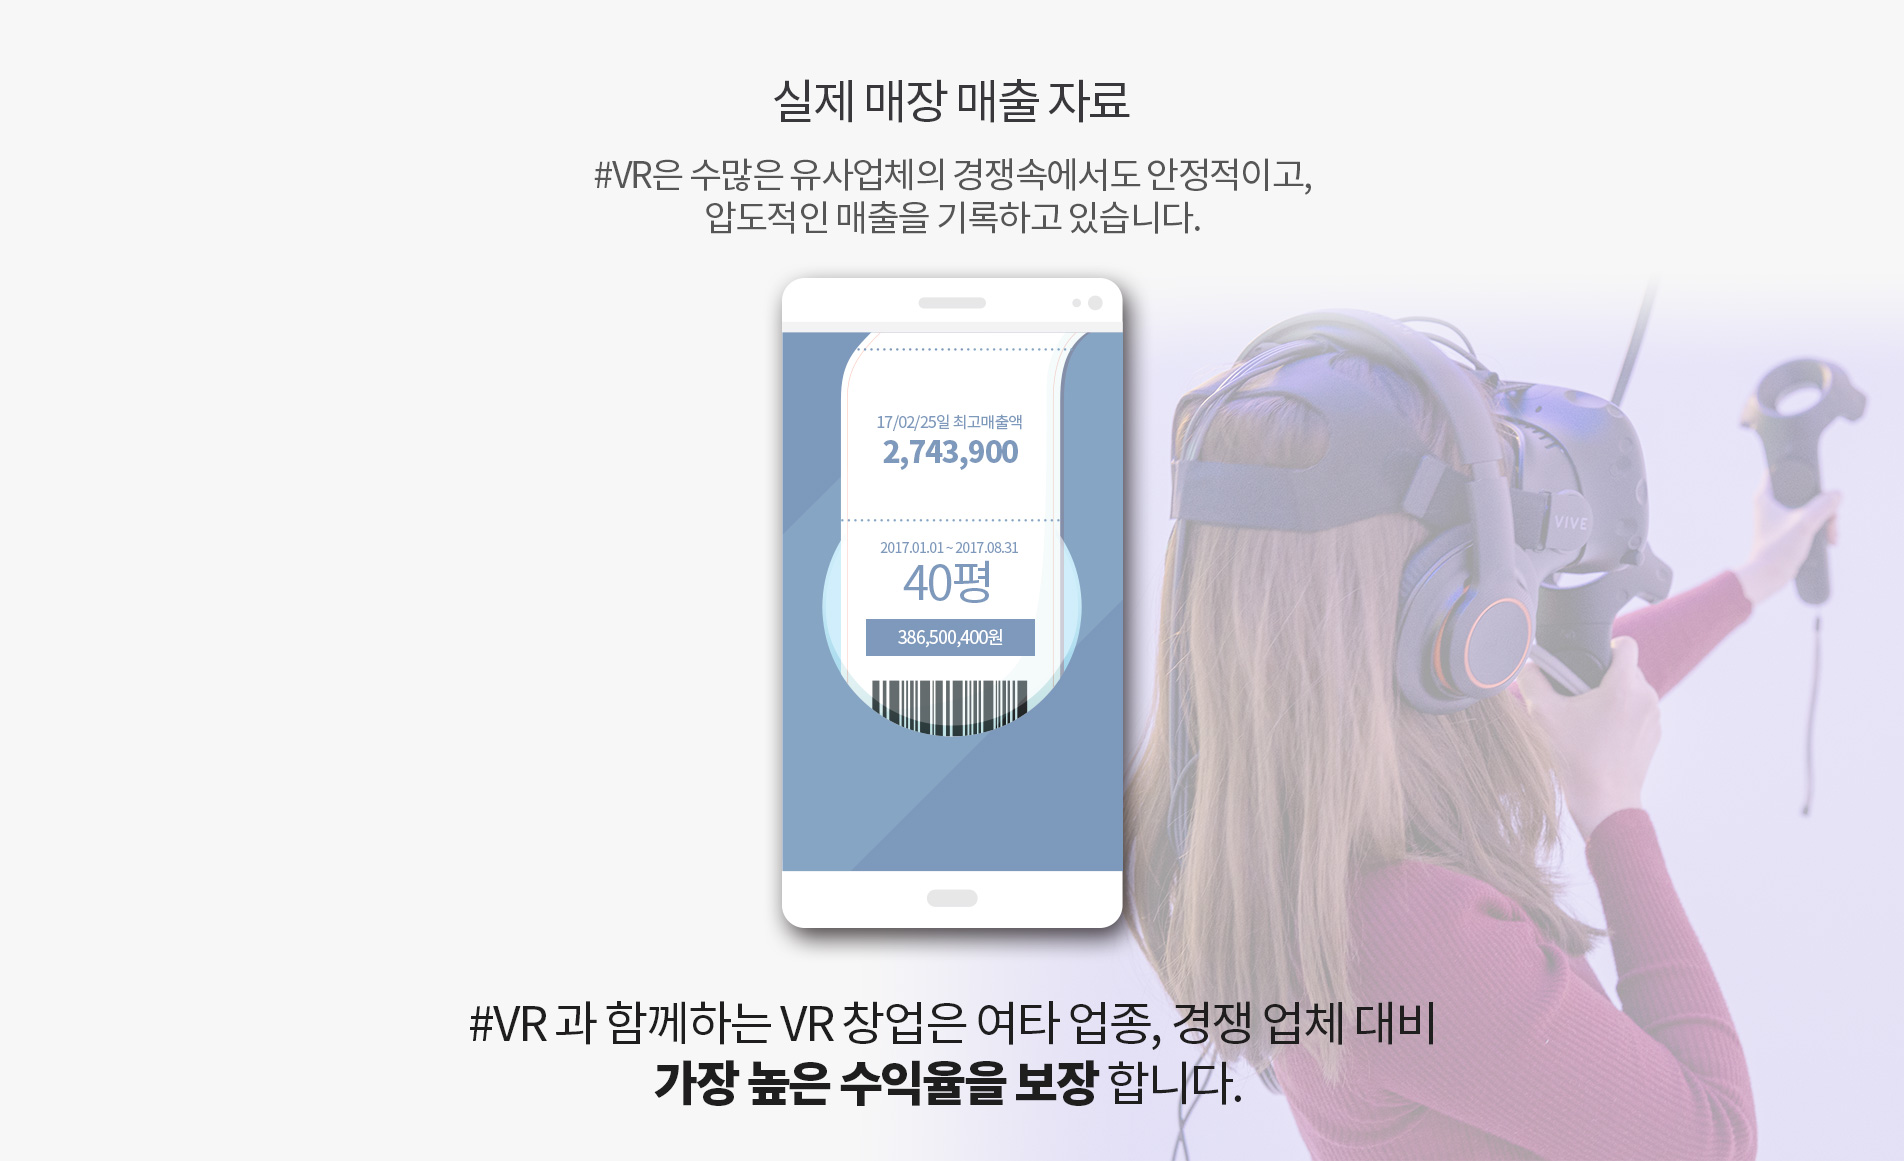 실제 매장 매출 자료
#VR은 수많은 유사업체의 경쟁속에서도 안정적이고,
압도적인 매출을 기록하고 있습니다.
17/02/25일 최고매출액
2,743,900
2017.01.01 ~ 2017.08.31
40평
386,500,400원
VIVE
#VR 과 함께하는 VR 창업은 여타 업종, 경쟁 업체 대비
가장 높은 수익율을 보장 합니다.